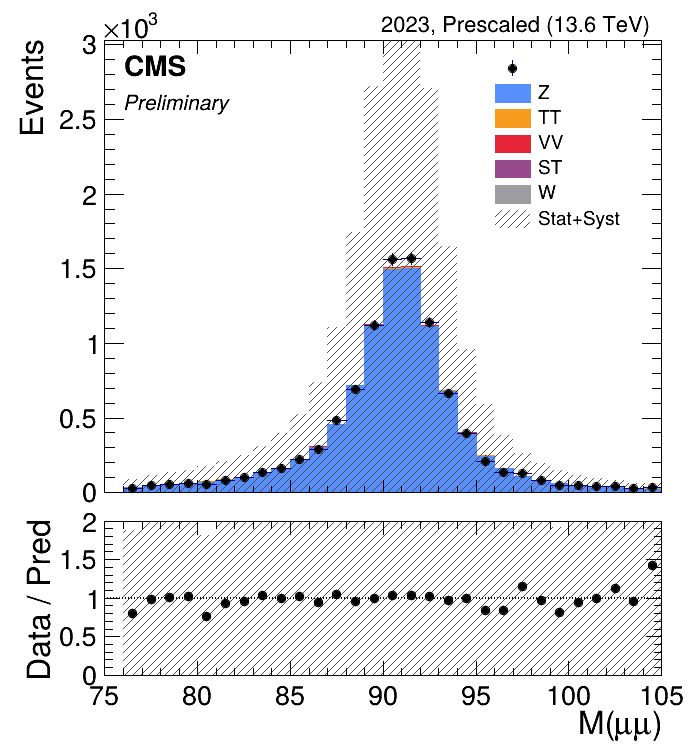 ×10³ 2023, Prescaled (13.6 TeV)
Events
CMS
Preliminary
Z
TT
VV
ST
W
Stat+Syst
3
2.5
2
1.5
1
0.5
0
Data / Pred
2
1.5
1
0.5
0
75 80 85 90 95 100 105
M(μμ)